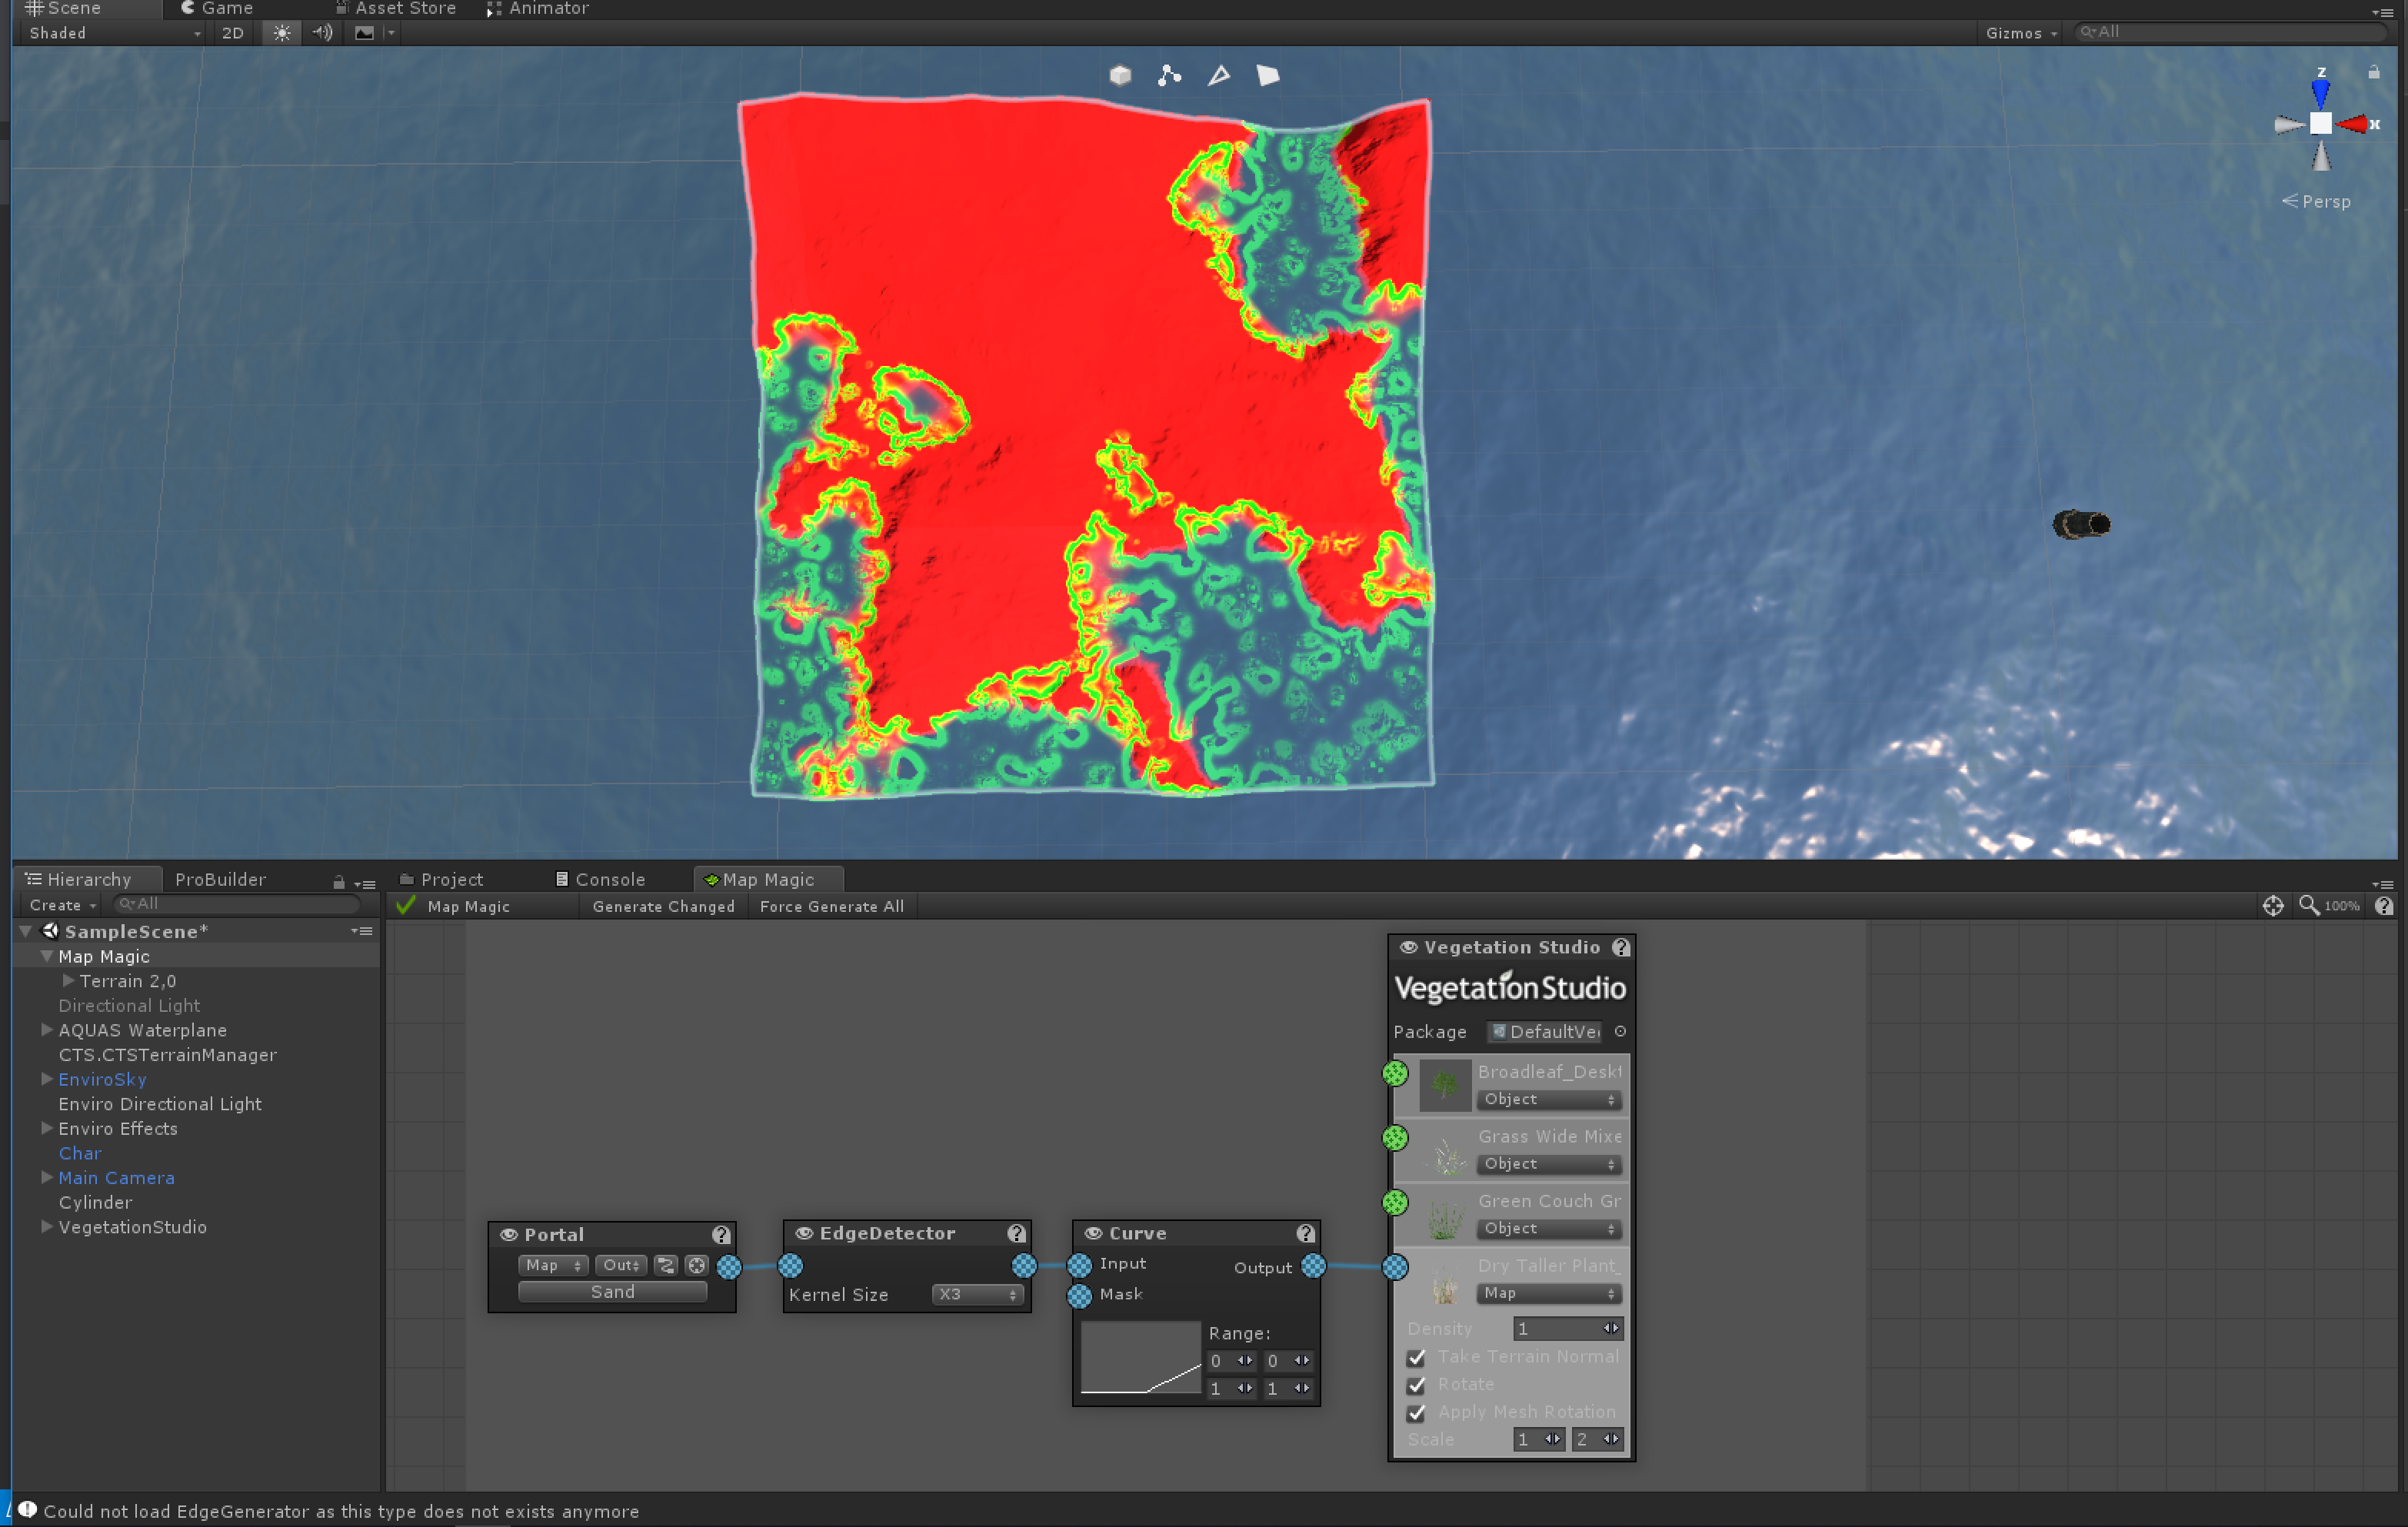 Scene Game Asset Store Animator
Shaded 2D Gizmos All
z
x
Persp
Hierarchy ProBuilder
Create All
SampleScene*
Map Magic
Terrain 2,0
Directional Light
AQUAS Waterplane
CTS.CTSTerrainManager
EnviroSky
Enviro Directional Light
Enviro Effects
Char
Main Camera
Cylinder
VegetationStudio
Project Console Map Magic
Map Magic Generate Changed Force Generate All 100% ?
Portal ?
Map Out
Sand
EdgeDetector ?
Kernel Size X3
Curve ?
Input Output
Mask
Range:
0 0
1 1
Vegetation Studio ?
VegetationStudio
Package DefaultVe
Broadleaf_Deskt
Object
Grass Wide Mixe
Object
Green Couch Gr
Object
Dry Taller Plant_
Map
Density 1
Take Terrain Normal
Rotate
Apply Mesh Rotation
Scale 1 2
Could not load EdgeGenerator as this type does not exists anymore